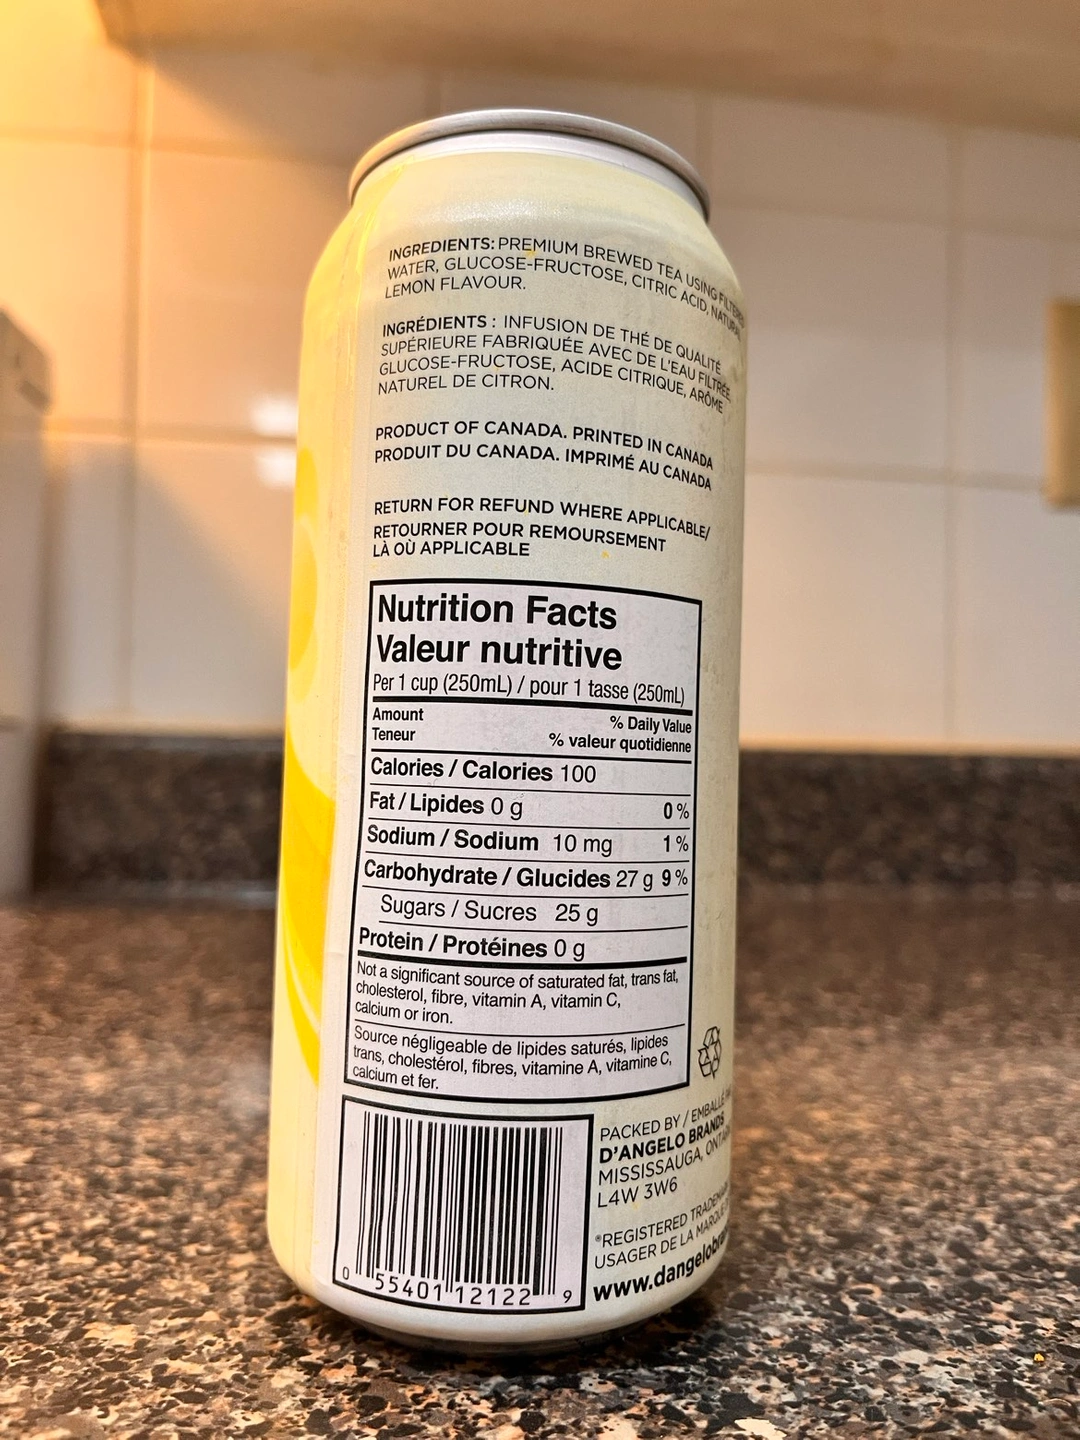 INGREDIENTS: PREMIUM BREWED TEA USING FILTERED
WATER, GLUCOSE-FRUCTOSE, CITRIC ACID, NATURAL
LEMON FLAVOUR.
INGRÉDIENTS : INFUSION DE THÉ DE QUALITÉ
SUPÉRIEURE FABRIQUÉE AVEC DE L'EAU FILTRÉE,
GLUCOSE-FRUCTOSE, ACIDE CITRIQUE, ARÔME
NATUREL DE CITRON.
PRODUCT OF CANADA. PRINTED IN CANADA
PRODUIT DU CANADA. IMPRIMÉ AU CANADA
RETURN FOR REFUND WHERE APPLICABLE/
RETOURNER POUR REMOURSEMENT
LÀ OÙ APPLICABLE
Nutrition Facts
Valeur nutritive
Per 1 cup (250mL) / pour 1 tasse (250mL)
Amount % Daily Value
Teneur % valeur quotidienne
Calories / Calories 100
Fat / Lipides 0 g 0 %
Sodium / Sodium 10 mg 1 %
Carbohydrate / Glucides 27 g 9 %
Sugars / Sucres 25 g
Protein / Protéines 0 g
Not a significant source of saturated fat, trans fat,
cholesterol, fibre, vitamin A, vitamin C,
calcium or iron.
Source négligeable de lipides saturés, lipides
trans, cholestérol, fibres, vitamine A, vitamine C,
calcium et fer.
0 55401 12122 9
PACKED BY / EMBALLÉ
D'ANGELO BRANDS
MISSISSAUGA,
L4W 3W6
®REGISTERED
USAGER DE LA MARQUE